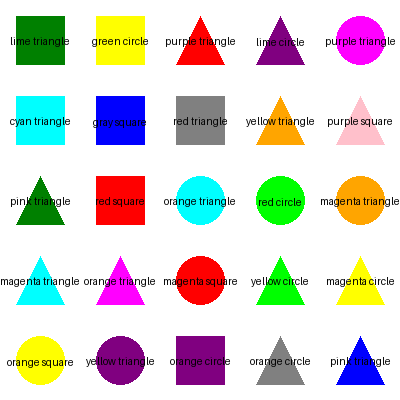 lime triangle
green circle
purple triangle
lime circle
purple triangle
cyan triangle
gray square
red triangle
yellow triangle
purple square
pink triangle
red square
orange triangle
red circle
magenta triangle
magenta triangle
orange triangle
magenta square
yellow circle
magenta circle
orange square
yellow triangle
orange circle
orange circle
pink triangle